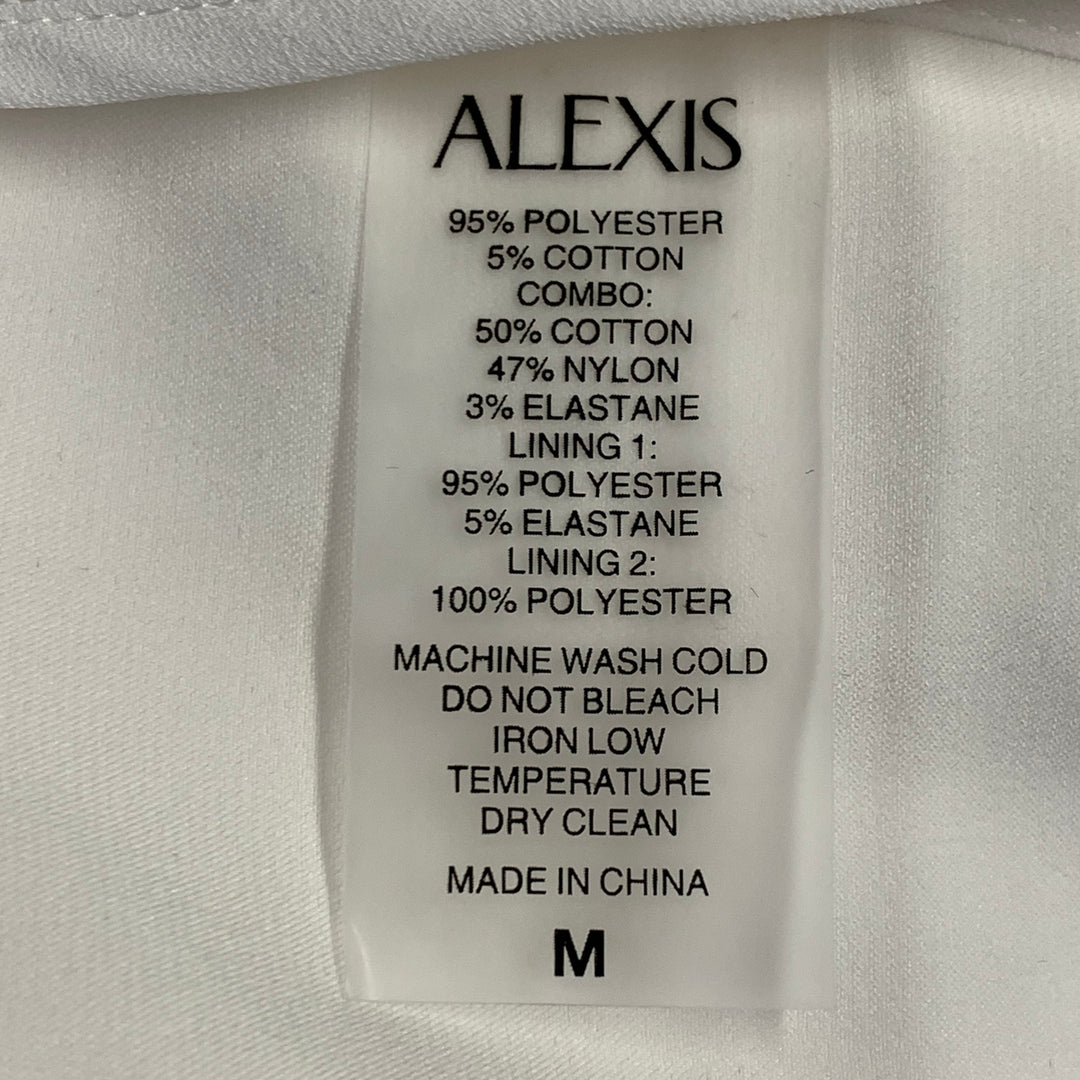 ALEXIS
95% POLYESTER
5% COTTON
COMBO:
50% COTTON
47% NYLON
3% ELASTANE
LINING 1:
95% POLYESTER
5% ELASTANE
LINING 2:
100% POLYESTER
MACHINE WASH COLD
DO NOT BLEACH
IRON LOW
TEMPERATURE
DRY CLEAN
MADE IN CHINA
M